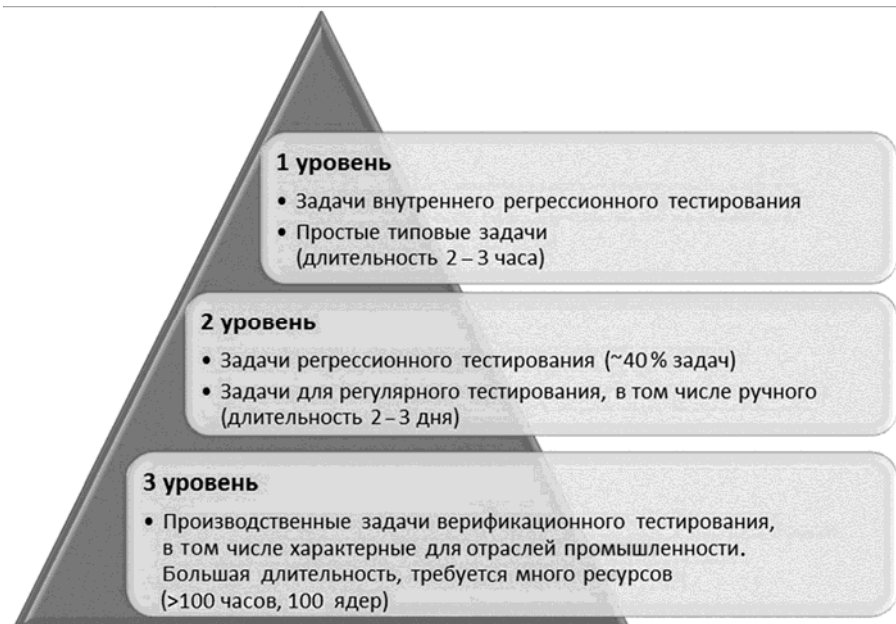 1 уровень
• Задачи внутреннего регрессионного тестирования
• Простые типовые задачи
(длительность 2 – 3 часа)
2 уровень
• Задачи регрессионного тестирования (~40 % задач)
• Задачи для регулярного тестирования, в том числе ручного
(длительность 2 – 3 дня)
3 уровень
• Производственные задачи верификационного тестирования,
в том числе характерные для отраслей промышленности.
Большая длительность, требуется много ресурсов
(>100 часов, 100 ядер)